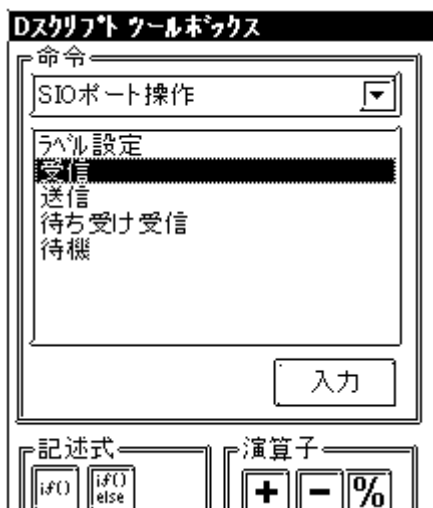 Dｽｸﾘﾌﾟﾄ ﾂｰﾙﾎﾞｯｸｽ
命令
SIOポート操作
ﾗﾍﾞﾙ設定
受信
送信
待ち受け受信
待機
入力
記述式
演算子
if() if() else
+ - %